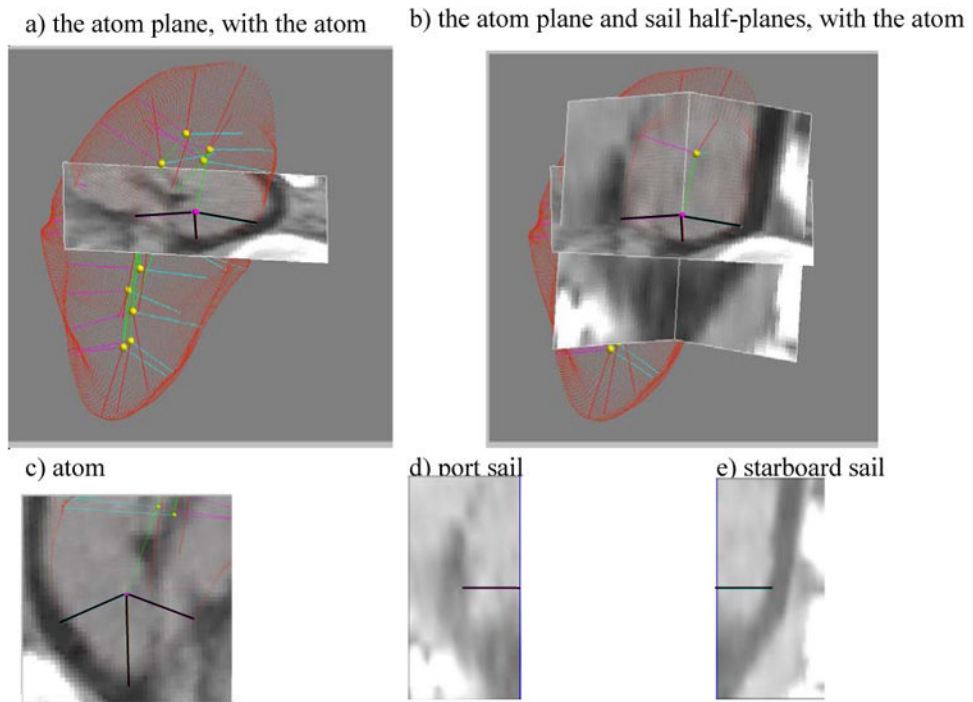 a) the atom plane, with the atom
b) the atom plane and sail half-planes, with the atom
c) atom
d) port sail
e) starboard sail